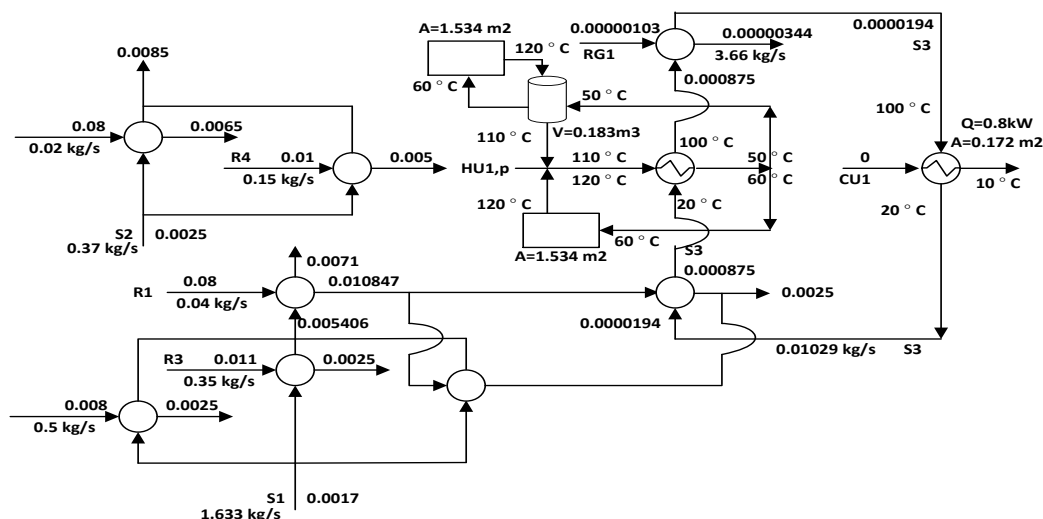 0.0085
0.08
0.02 kg/s
0.0065
R4
0.01
0.15 kg/s
0.005
S2
0.37 kg/s
0.0025
A=1.534 m2
120 ° C
60 ° C
50 ° C
110 ° C
V=0.183m3
HU1,p
110 ° C
120 ° C
120 ° C
60 ° C
A=1.534 m2
0.00000103
RG1
0.00000344
3.66 kg/s
0.000875
100 ° C
50 ° C
60 ° C
20 ° C
S3
0.0000194
S3
100 ° C
Q=0.8kW
A=0.172 m2
0
CU1
10 ° C
20 ° C
0.0071
R1
0.08
0.04 kg/s
0.010847
0.000875
0.0025
0.005406
0.0000194
0.01029 kg/s
S3
R3
0.011
0.35 kg/s
0.0025
0.008
0.5 kg/s
0.0025
S1
1.633 kg/s
0.0017